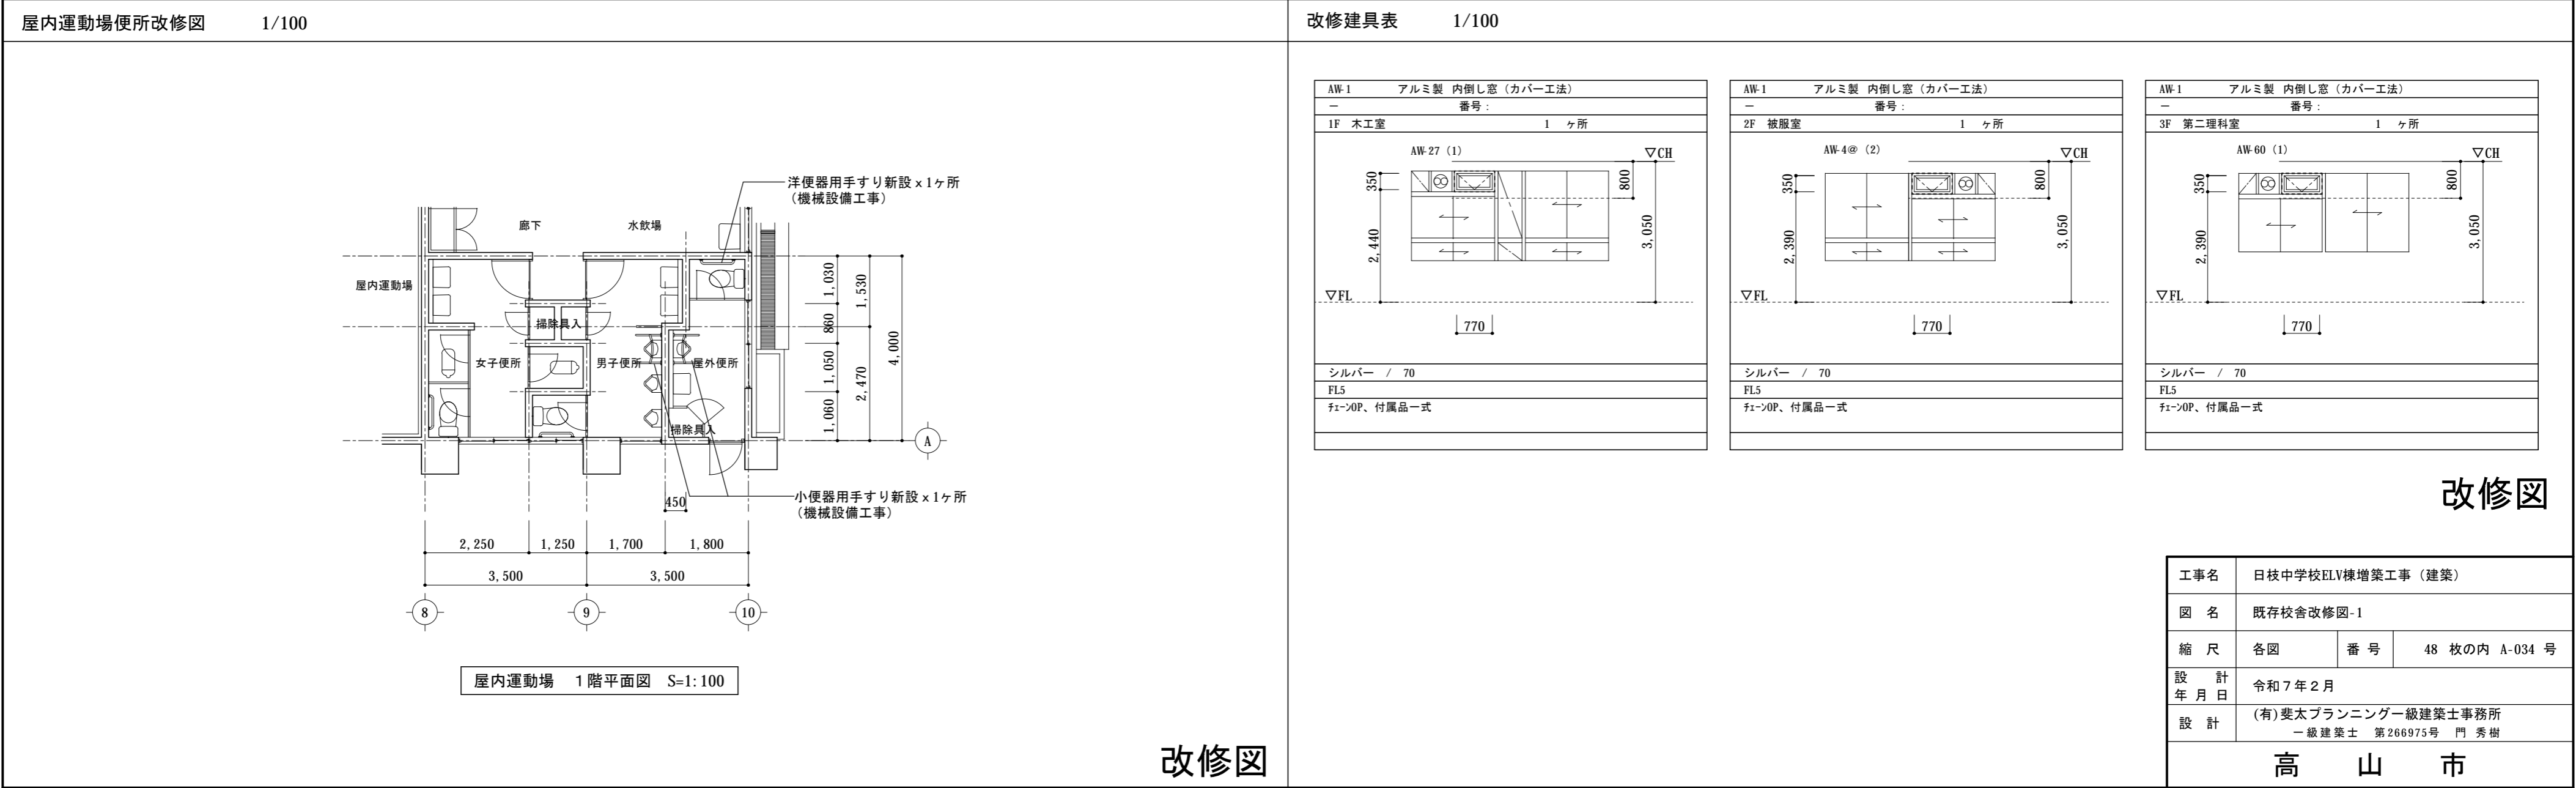 屋内運動場便所改修図 1/100
廊下
水飲場
屋内運動場
掃除具入
女子便所
男子便所
屋外便所
掃除具入
洋便器用手すり新設x1ヶ所
（機械設備工事）
小便器用手すり新設x1ヶ所
（機械設備工事）
1,030
860
1,050
1,060
1,530
2,470
4,000
A
450
2,250 1,250 1,700 1,800
3,500 3,500
8 9 10
屋内運動場 1階平面図 S=1:100
改修図
改修建具表 1/100
AW-1 アルミ製 内倒し窓（カバー工法）
— 番号：
1F 木工室 1 ヶ所
AW-27 (1)
▽CH
350
800
2,440
3,050
▽FL
770
シルバー / 70
FL5
ﾁｪｰﾝOP、付属品一式
AW-1 アルミ製 内倒し窓（カバー工法）
— 番号：
2F 被服室 1 ヶ所
AW-4@ (2)
▽CH
350
800
2,390
3,050
▽FL
770
シルバー / 70
FL5
ﾁｪｰﾝOP、付属品一式
AW-1 アルミ製 内倒し窓（カバー工法）
— 番号：
3F 第二理科室 1 ヶ所
AW-60 (1)
▽CH
350
800
2,390
3,050
▽FL
770
シルバー / 70
FL5
ﾁｪｰﾝOP、付属品一式
改修図
工事名 日枝中学校ELV棟増築工事（建築）
図 名 既存校舎改修図-1
縮 尺 各図 番 号 48 枚の内 A-034 号
設 計
年 月 日 令和７年２月
設 計 (有)斐太プランニング一級建築士事務所
一級建築士 第266975号 門 秀樹
高 山 市